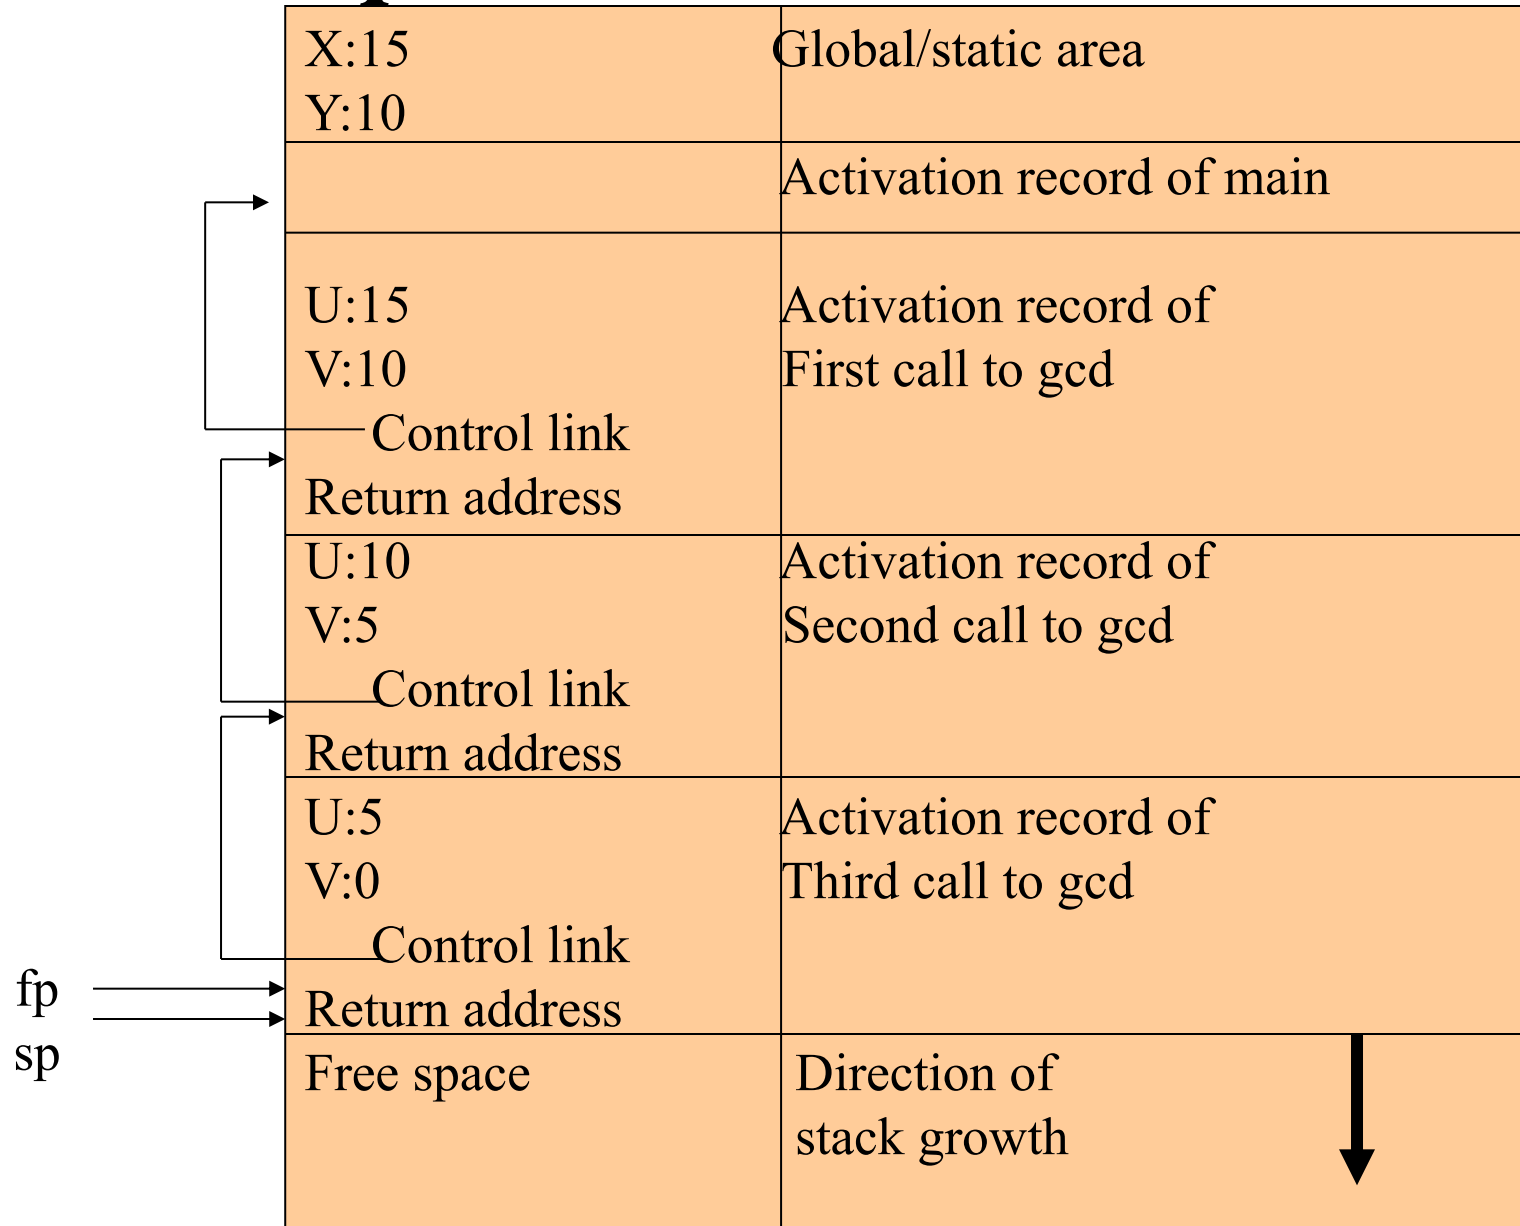 X:15
Y:10
Global/static area
Activation record of main
U:15
V:10
Control link
Return address
Activation record of
First call to gcd
U:10
V:5
Control link
Return address
Activation record of
Second call to gcd
U:5
V:0
Control link
Return address
Activation record of
Third call to gcd
fp
sp
Free space
Direction of
stack growth